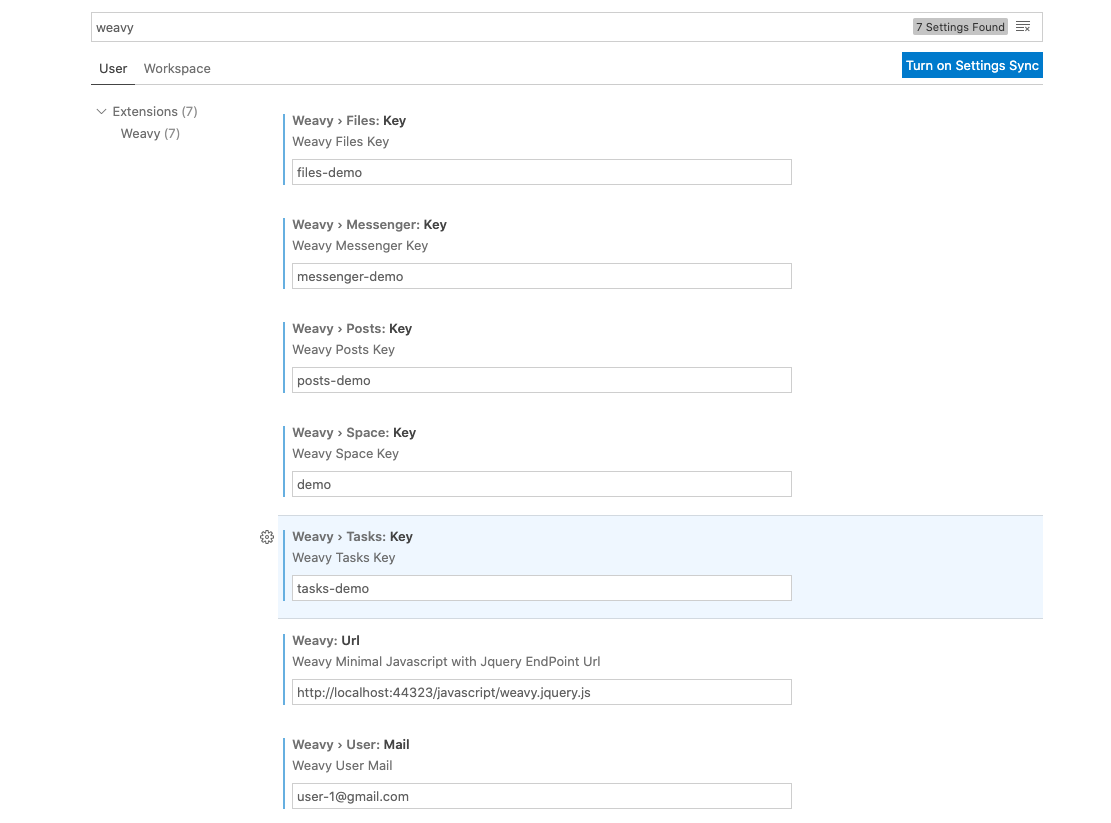 weavy
7 Settings Found
User Workspace
Turn on Settings Sync
Extensions (7)
Weavy (7)
Weavy › Files: Key
Weavy Files Key
files-demo
Weavy › Messenger: Key
Weavy Messenger Key
messenger-demo
Weavy › Posts: Key
Weavy Posts Key
posts-demo
Weavy › Space: Key
Weavy Space Key
demo
Weavy › Tasks: Key
Weavy Tasks Key
tasks-demo
Weavy: Url
Weavy Minimal Javascript with Jquery EndPoint Url
http://localhost:44323/javascript/weavy.jquery.js
Weavy › User: Mail
Weavy User Mail
user-1@gmail.com